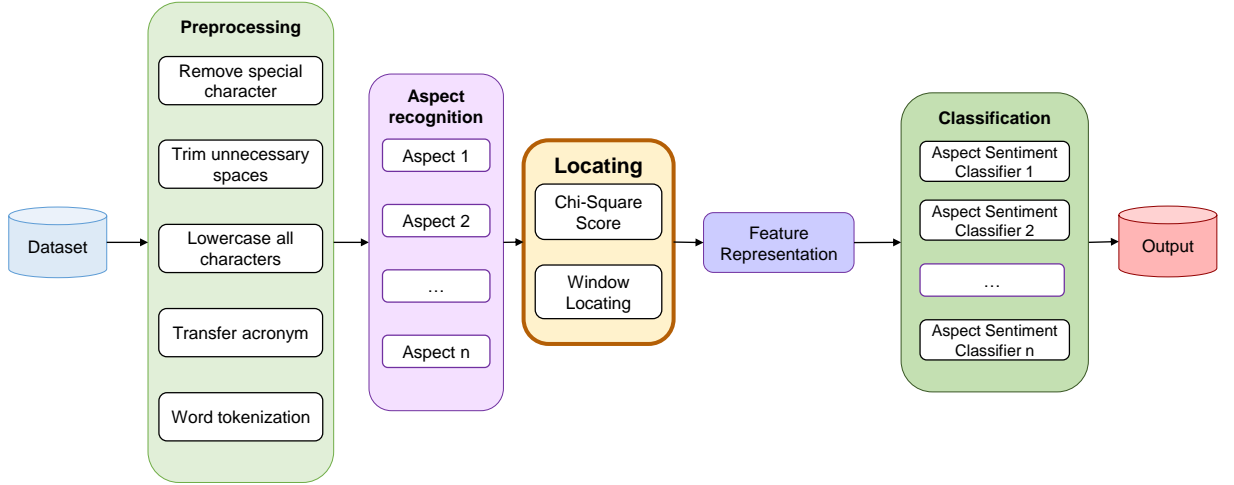 Dataset
Preprocessing
Remove special
character
Trim unnecessary
spaces
Lowercase all
characters
Transfer acronym
Word tokenization
Aspect
recognition
Aspect 1
Aspect 2
...
Aspect n
Locating
Chi-Square
Score
Window
Locating
Feature
Representation
Classification
Aspect Sentiment
Classifier 1
Aspect Sentiment
Classifier 2
...
Aspect Sentiment
Classifier n
Output